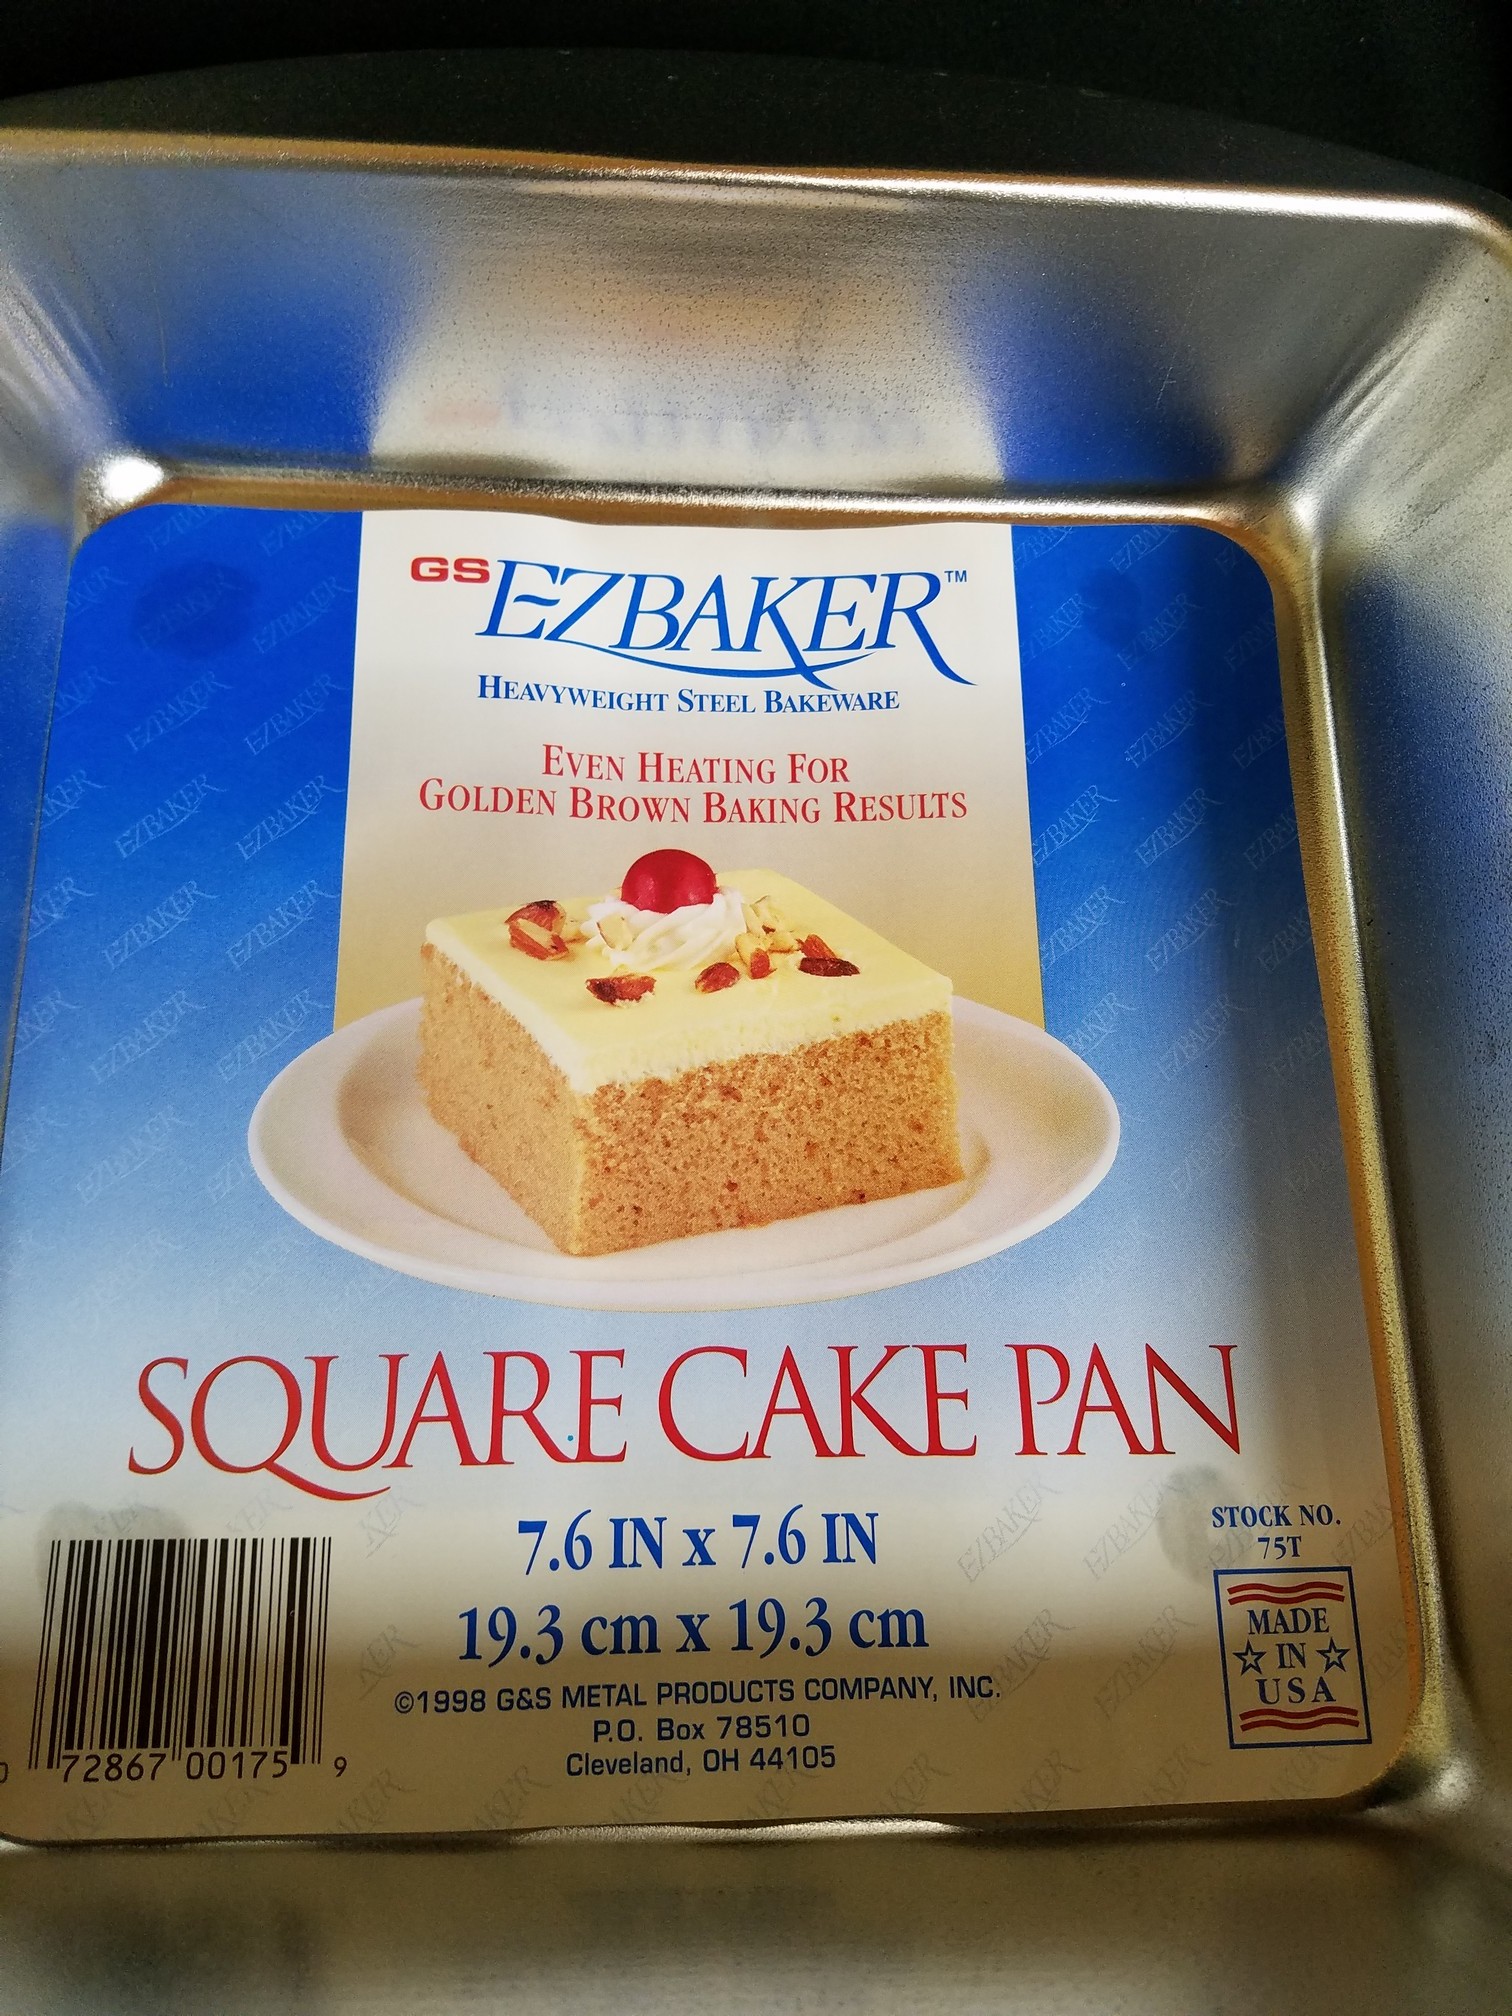 GS EZBAKER™
HEAVYWEIGHT STEEL BAKEWARE
EVEN HEATING FOR
GOLDEN BROWN BAKING RESULTS
SQUARE CAKE PAN
7.6 IN x 7.6 IN
19.3 cm x 19.3 cm
©1998 G&S METAL PRODUCTS COMPANY, INC.
P.O. Box 78510
Cleveland, OH 44105
0 72867 00175 9
STOCK NO.
75T
MADE
IN
USA